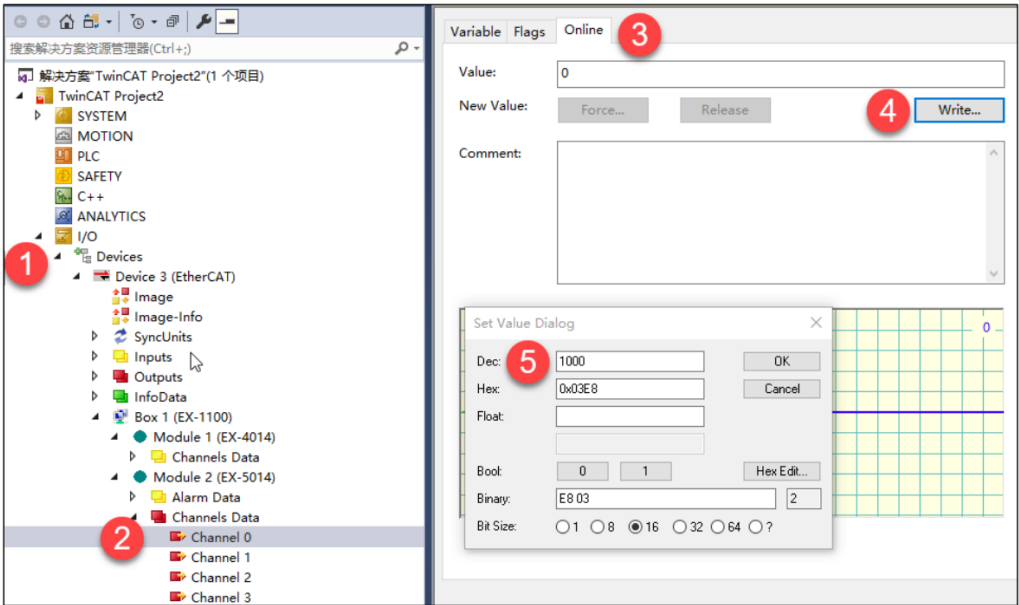 搜索解决方案资源管理器(Ctrl+;)
解决方案"TwinCAT Project2"(1 个项目)
TwinCAT Project2
SYSTEM
MOTION
PLC
SAFETY
C++
ANALYTICS
I/O
1
Devices
Device 3 (EtherCAT)
Image
Image-Info
SyncUnits
Inputs
Outputs
InfoData
Box 1 (EX-1100)
Module 1 (EX-4014)
Channels Data
Module 2 (EX-5014)
Alarm Data
Channels Data
2
Channel 0
Channel 1
Channel 2
Channel 3
Variable Flags Online 3
Value: 0
New Value: Force... Release 4 Write...
Comment:
0
Set Value Dialog
Dec: 5 1000 OK
Hex: 0x03E8 Cancel
Float:
Bool: 0 1 Hex Edit...
Binary: E8 03 2
Bit Size: 1 8 16 32 64 ?